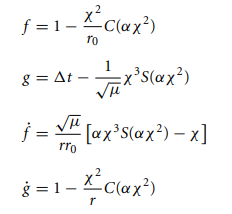 f = 1 − χ²/r₀ C(αχ²)
g = Δt − 1/√μ χ³S(αχ²)
ḟ = √μ/rr₀ [αχ³S(αχ²) − χ]
ġ = 1 − χ²/r C(αχ²)